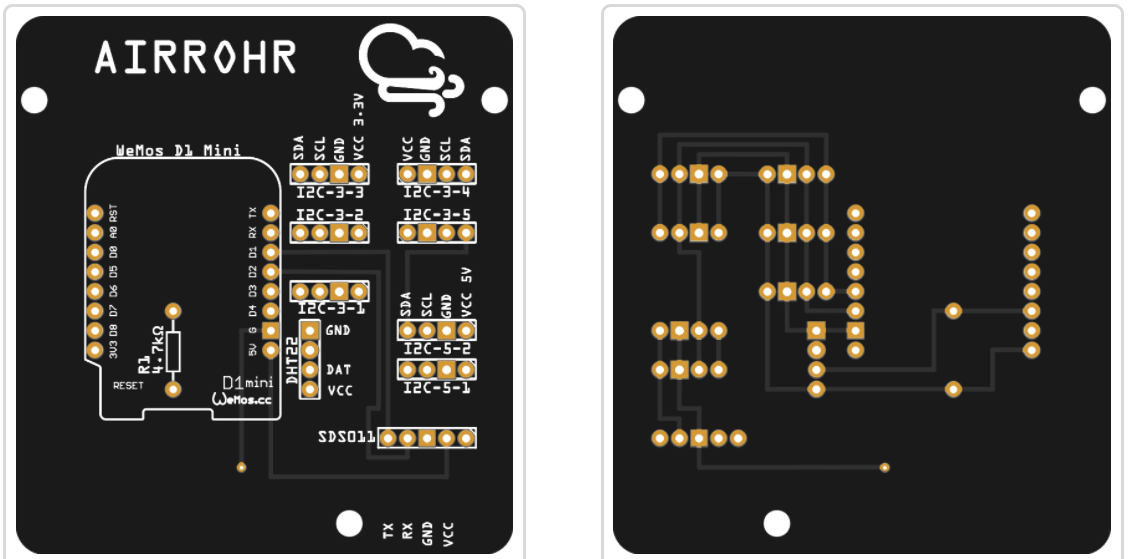 AIRROHR
3.3V
WeMos D1 Mini
SDA
SCL
GND
VCC
VCC
GND
SCL
SDA
I2C-3-3
I2C-3-4
I2C-3-2
I2C-3-5
RST
A0
D0
D5
D6
D7
D8
3V3
TX
RX
D1
D2
D3
D4
G
5V
5V
I2C-3-1
SDA
SCL
GND
VCC
I2C-5-2
I2C-5-1
GND
DAT
VCC
DHT22
R1
4.7kΩ
RESET
D1 mini
WeMos.cc
SDS011
TX
RX
GND
VCC